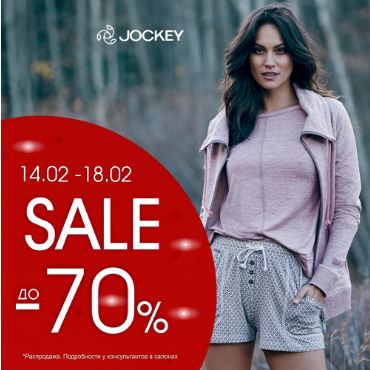 JOCKEY
14.02 -18.02
SALE
до -70%
*Распродажа. Подробности у консультантов в салонах